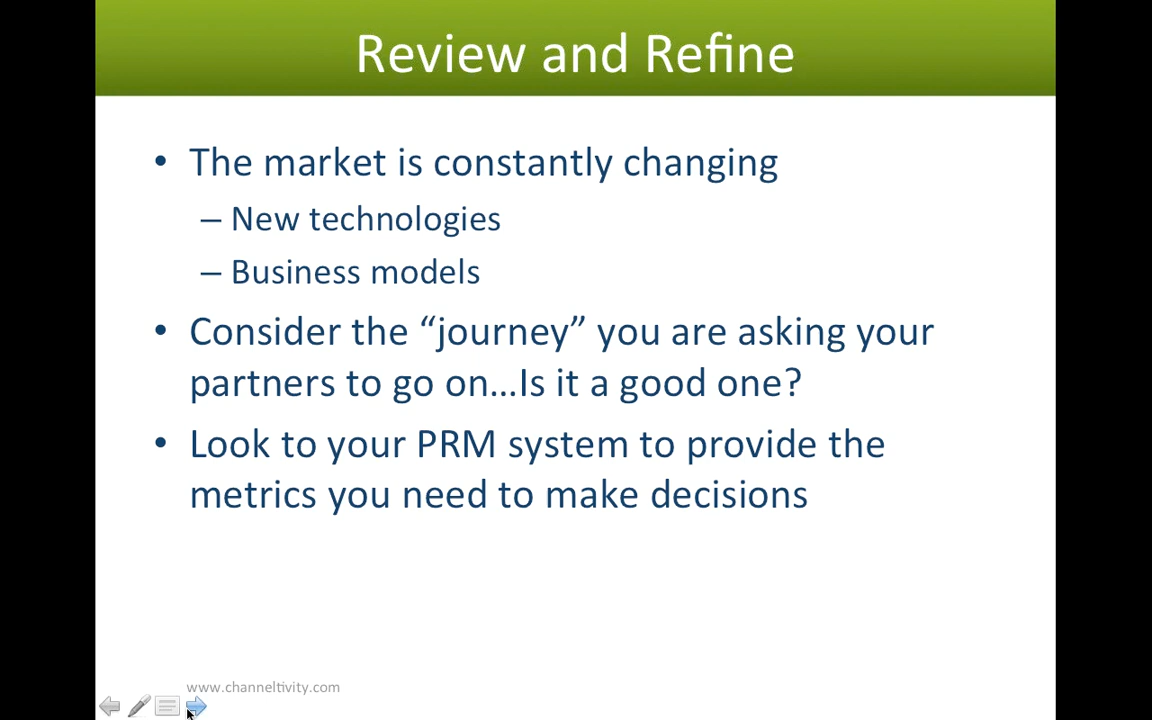 Review and Refine
• The market is constantly changing
– New technologies
– Business models
• Consider the “journey” you are asking your
partners to go on...Is it a good one?
• Look to your PRM system to provide the
metrics you need to make decisions
www.channeltivity.com